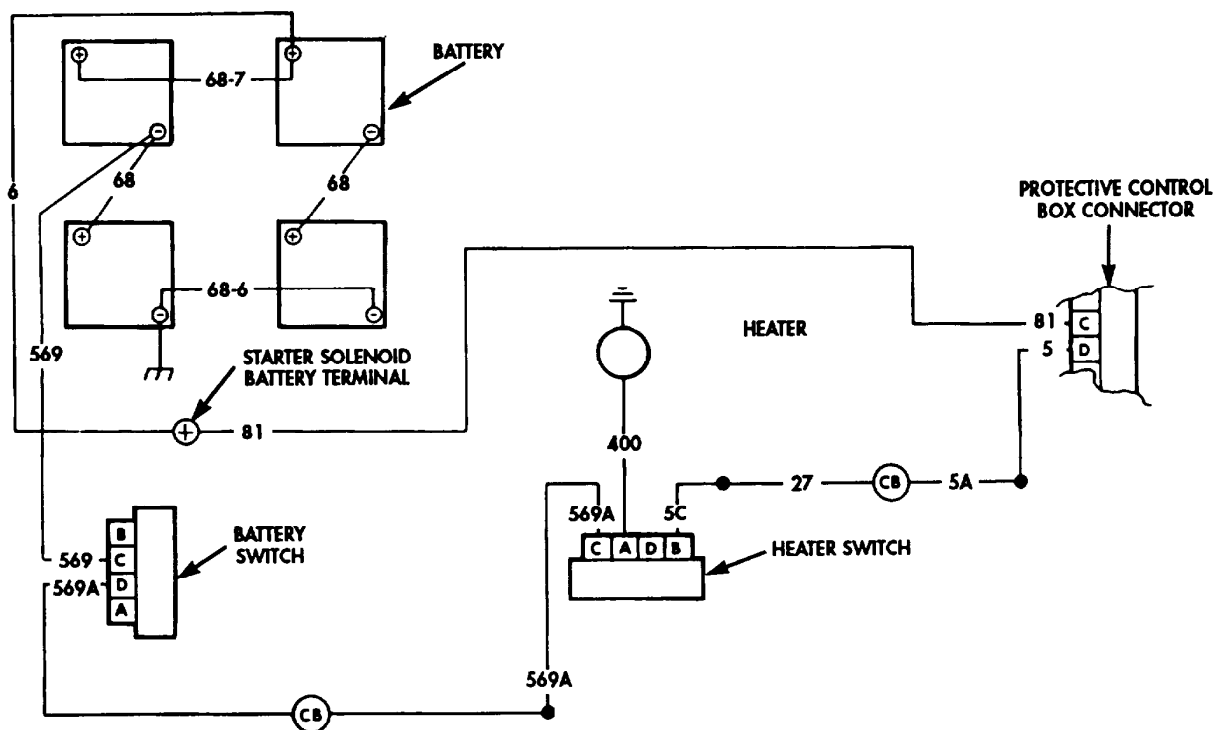 BATTERY
68-7
68
68
6
PROTECTIVE CONTROL
BOX CONNECTOR
68-6
HEATER
81
C
5
D
569
STARTER SOLENOID
BATTERY TERMINAL
81
400
27
CB
5A
569A
5C
B
BATTERY
SWITCH
569
C
569A
D
A
C
A
D
B
HEATER SWITCH
569A
CB